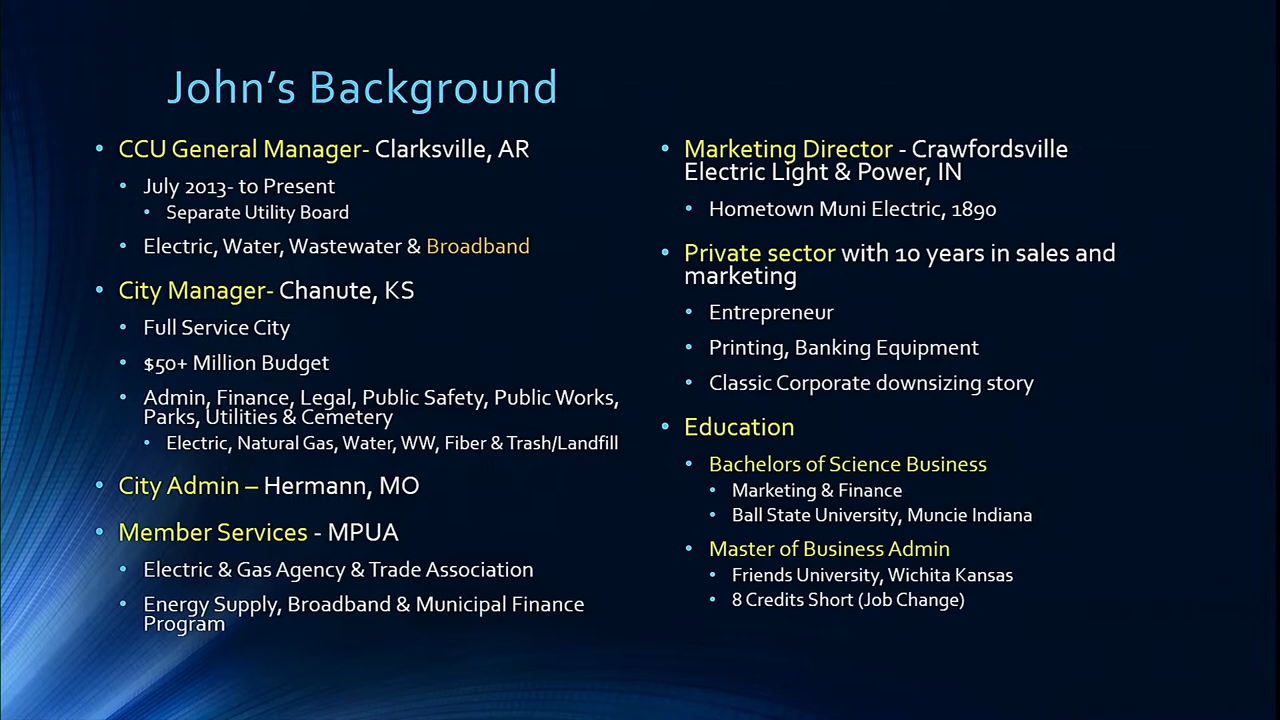 John's Background
CCU General Manager- Clarksville, AR
July 2013- to Present
Separate Utility Board
Electric, Water, Wastewater & Broadband
City Manager- Chanute, KS
Full Service City
$50+ Million Budget
Admin, Finance, Legal, Public Safety, Public Works,
Parks, Utilities & Cemetery
Electric, Natural Gas, Water, WW, Fiber & Trash/Landfill
City Admin – Hermann, MO
Member Services - MPUA
Electric & Gas Agency & Trade Association
Energy Supply, Broadband & Municipal Finance
Program
Marketing Director - Crawfordsville
Electric Light & Power, IN
Hometown Muni Electric, 1890
Private sector with 10 years in sales and
marketing
Entrepreneur
Printing, Banking Equipment
Classic Corporate downsizing story
Education
Bachelors of Science Business
Marketing & Finance
Ball State University, Muncie Indiana
Master of Business Admin
Friends University, Wichita Kansas
8 Credits Short (Job Change)